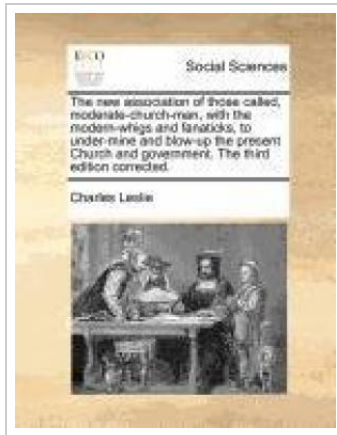 ECCO
Social Sciences
The new association of those called,
moderate-church-man, with the
modern-whigs and fanaticks, to
under-mine and blow-up the present
Church and government. The third
edition corrected.
Charles Leslie